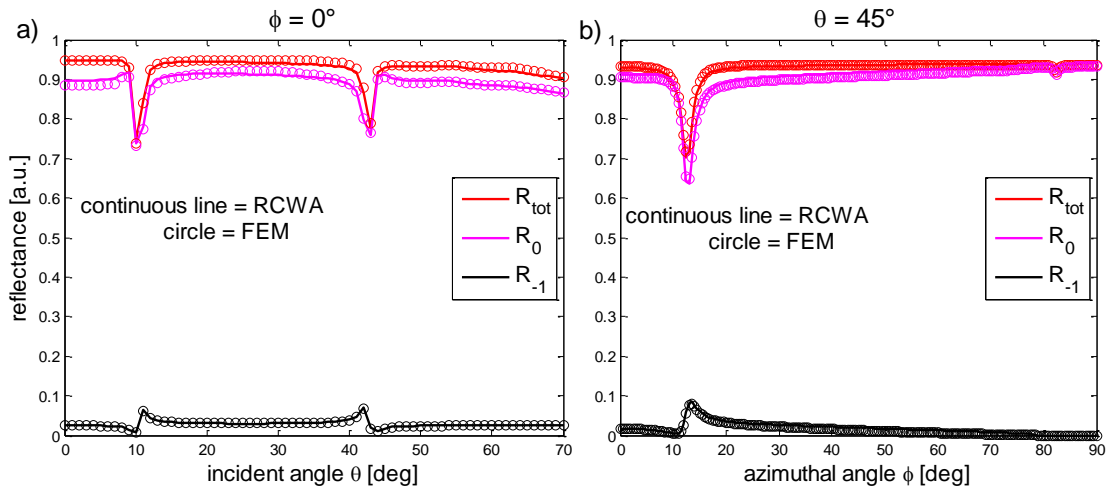 a)
ϕ = 0°
1
0.9
0.8
0.7
0.6
0.5
0.4
0.3
0.2
0.1
0
reflectance [a.u.]
continuous line = RCWA
circle = FEM
R_tot
R_0
R_-1
0 10 20 30 40 50 60 70
incident angle θ [deg]
b)
θ = 45°
1
0.9
0.8
0.7
0.6
0.5
0.4
0.3
0.2
0.1
0
continuous line = RCWA
circle = FEM
R_tot
R_0
R_-1
0 10 20 30 40 50 60 70 80 90
azimuthal angle ϕ [deg]